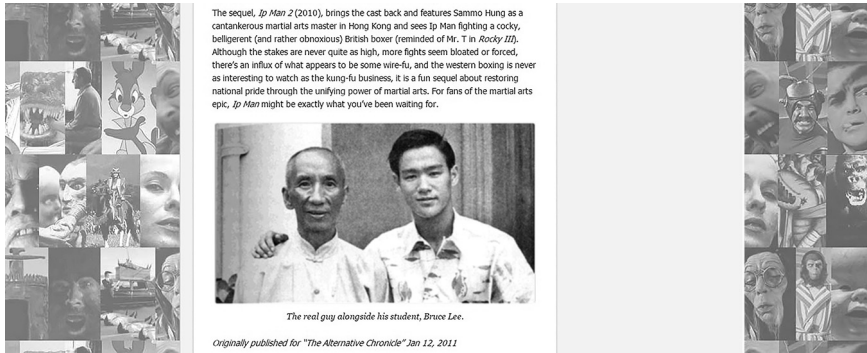 The sequel, Ip Man 2 (2010), brings the cast back and features Sammo Hung as a
cantankerous martial arts master in Hong Kong and sees Ip Man fighting a cocky,
belligerent (and rather obnoxious) British boxer (reminded of Mr. T in Rocky III).
Although the stakes are never quite as high, more fights seem bloated or forced,
there's an influx of what appears to be some wire-fu, and the western boxing is never
as interesting to watch as the kung-fu business, it is a fun sequel about restoring
national pride through the unifying power of martial arts. For fans of the martial arts
epic, Ip Man might be exactly what you've been waiting for.
The real guy alongside his student, Bruce Lee.
Originally published for "The Alternative Chronicle" Jan 12, 2011